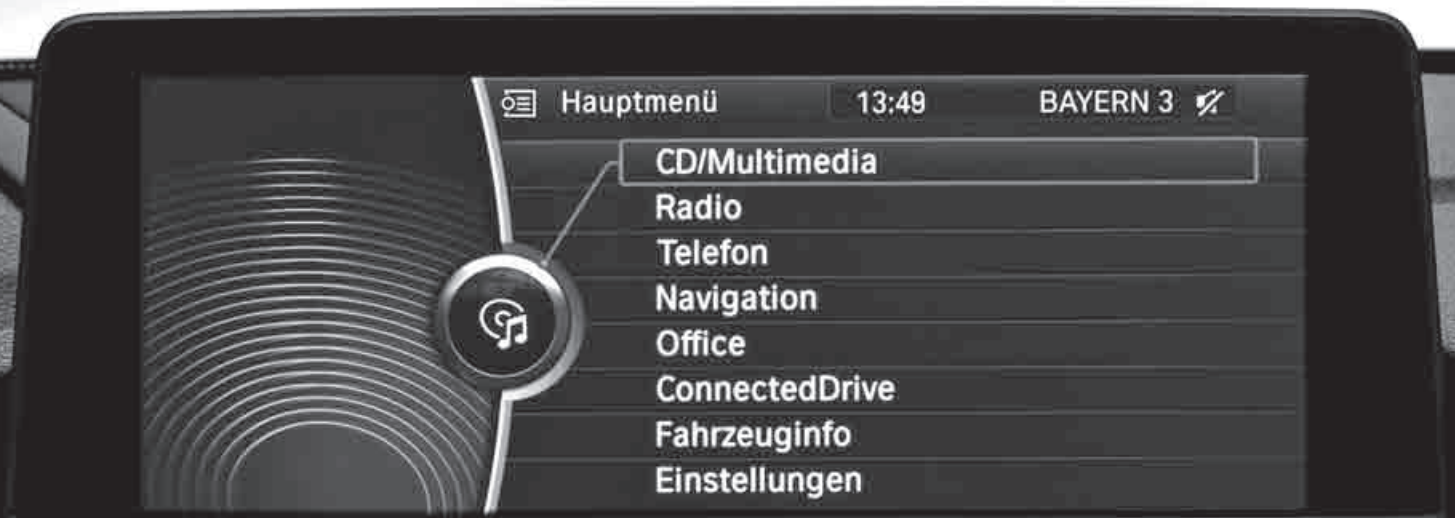 Hauptmenü 13:49 BAYERN 3
CD/Multimedia
Radio
Telefon
Navigation
Office
ConnectedDrive
Fahrzeuginfo
Einstellungen